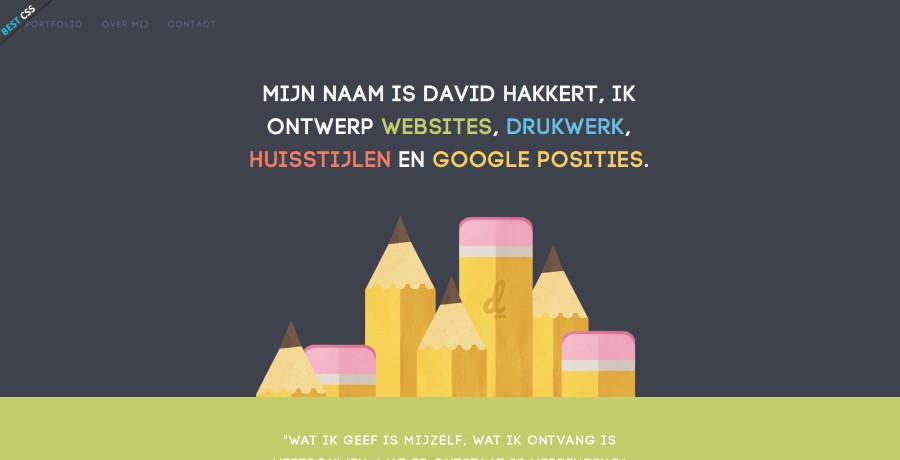 BEST CSS
PORTFOLIO OVER MIJ CONTACT
MIJN NAAM IS DAVID HAKKERT, IK
ONTWERP WEBSITES, DRUKWERK,
HUISSTIJLEN EN GOOGLE POSITIES.
d
"WAT IK GEEF IS MIJZELF, WAT IK ONTVANG IS